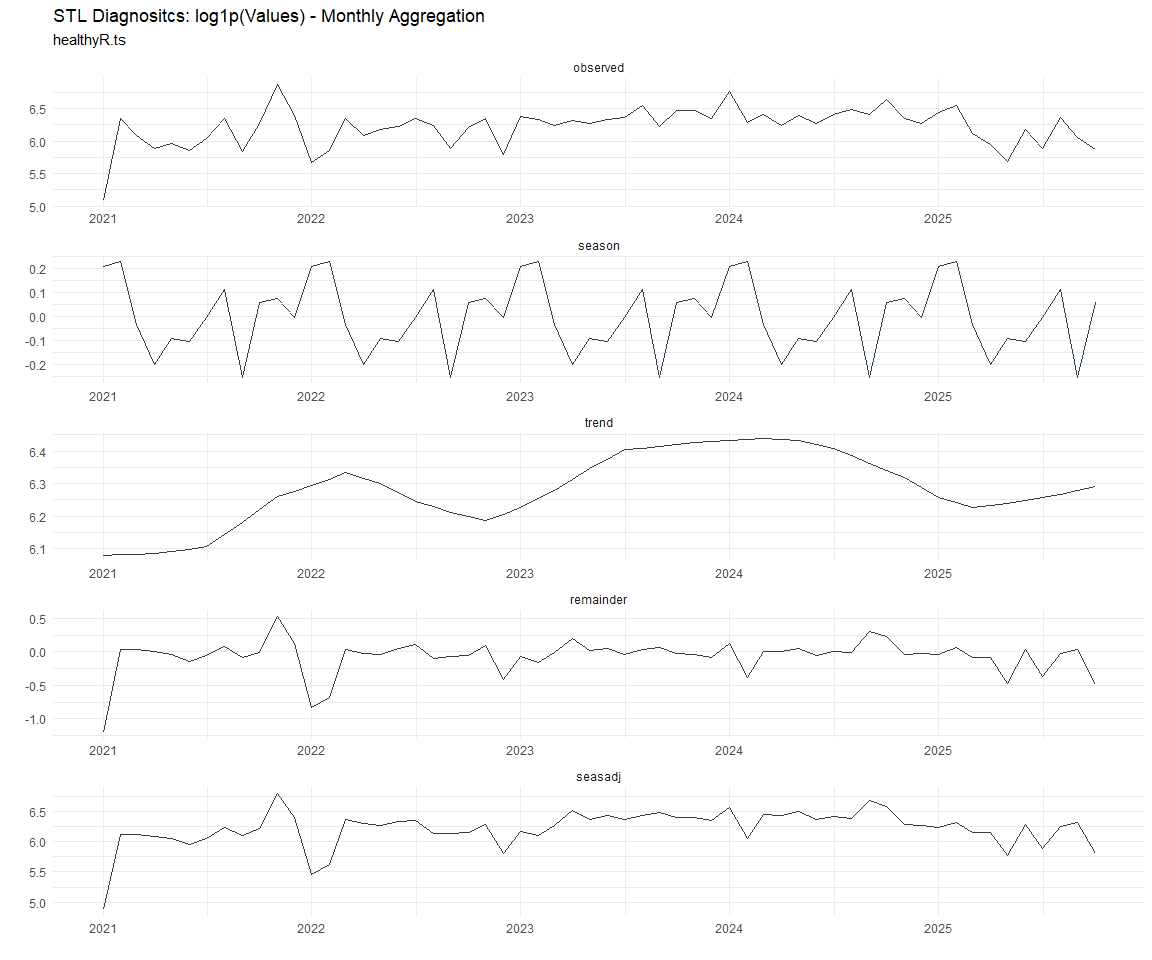 STL Diagnositcs: log1p(Values) - Monthly Aggregation
healthyR.ts
observed
6.5
6.0
5.5
5.0
2021 2022 2023 2024 2025
season
0.2
0.1
0.0
-0.1
-0.2
2021 2022 2023 2024 2025
trend
6.4
6.3
6.2
6.1
2021 2022 2023 2024 2025
remainder
0.5
0.0
-0.5
-1.0
2021 2022 2023 2024 2025
seasadj
6.5
6.0
5.5
5.0
2021 2022 2023 2024 2025